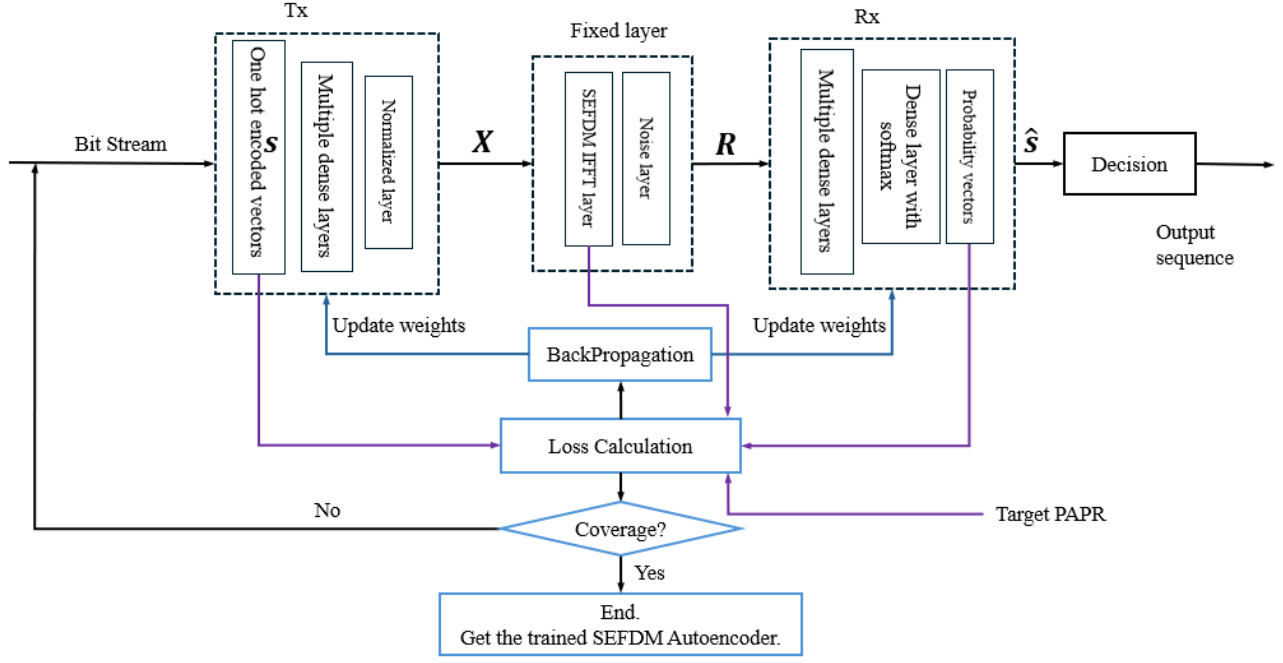 Tx
Fixed layer
Rx
Bit Stream
One hot encoded vectors
s
Multiple dense layers
Normalized layer
X
SEFDM IFFT layer
Noise layer
R
Multiple dense layers
Dense layer with
softmax
Probability vectors
ŝ
Decision
Output
sequence
Update weights
BackPropagation
Update weights
Loss Calculation
Target PAPR
No
Coverage?
Yes
End.
Get the trained SEFDM Autoencoder.